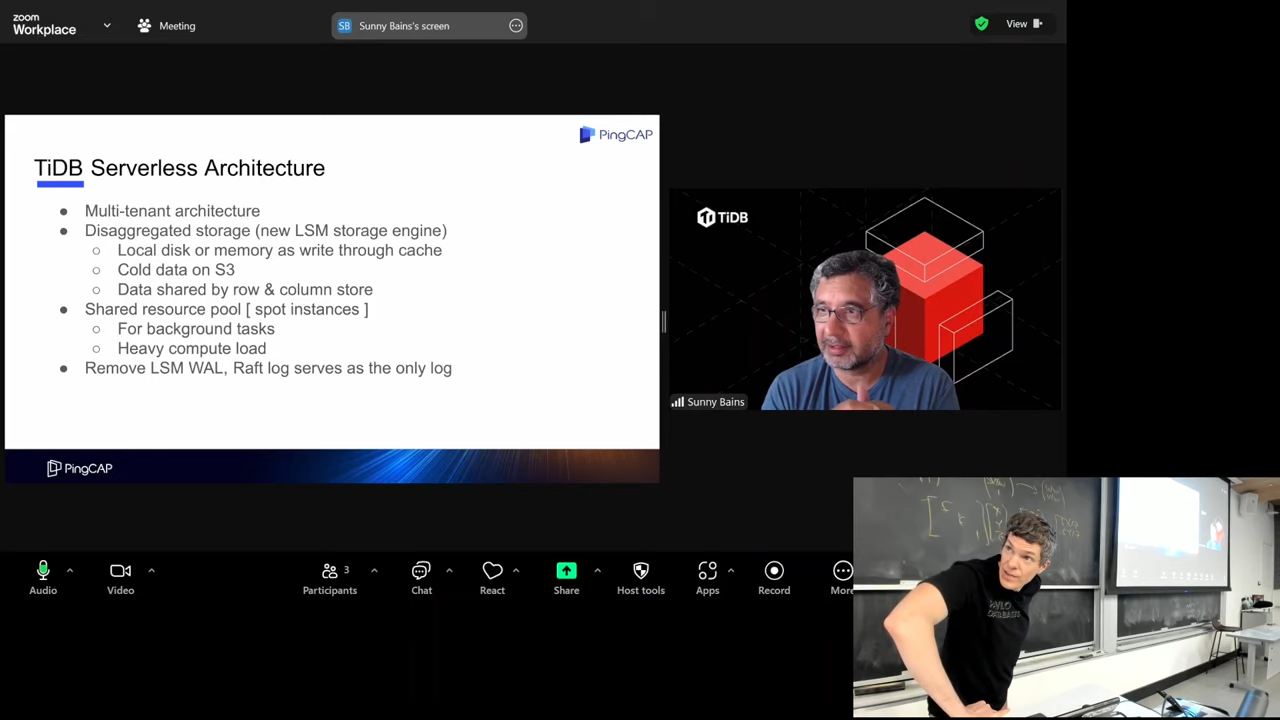 zoom
Workplace
Meeting
SB Sunny Bains's screen
View
PingCAP
TiDB Serverless Architecture
● Multi-tenant architecture
● Disaggregated storage (new LSM storage engine)
○ Local disk or memory as write through cache
○ Cold data on S3
○ Data shared by row & column store
● Shared resource pool [ spot instances ]
○ For background tasks
○ Heavy compute load
● Remove LSM WAL, Raft log serves as the only log
PingCAP
TiDB
Sunny Bains
Audio
Video
Participants 3
Chat
React
Share
Host tools
Apps
Record
More